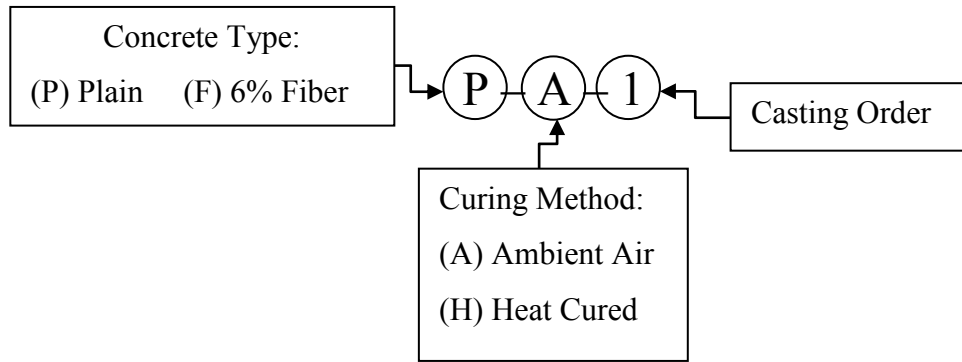 Concrete Type:
(P) Plain (F) 6% Fiber
P-A-1
Casting Order
Curing Method:
(A) Ambient Air
(H) Heat Cured